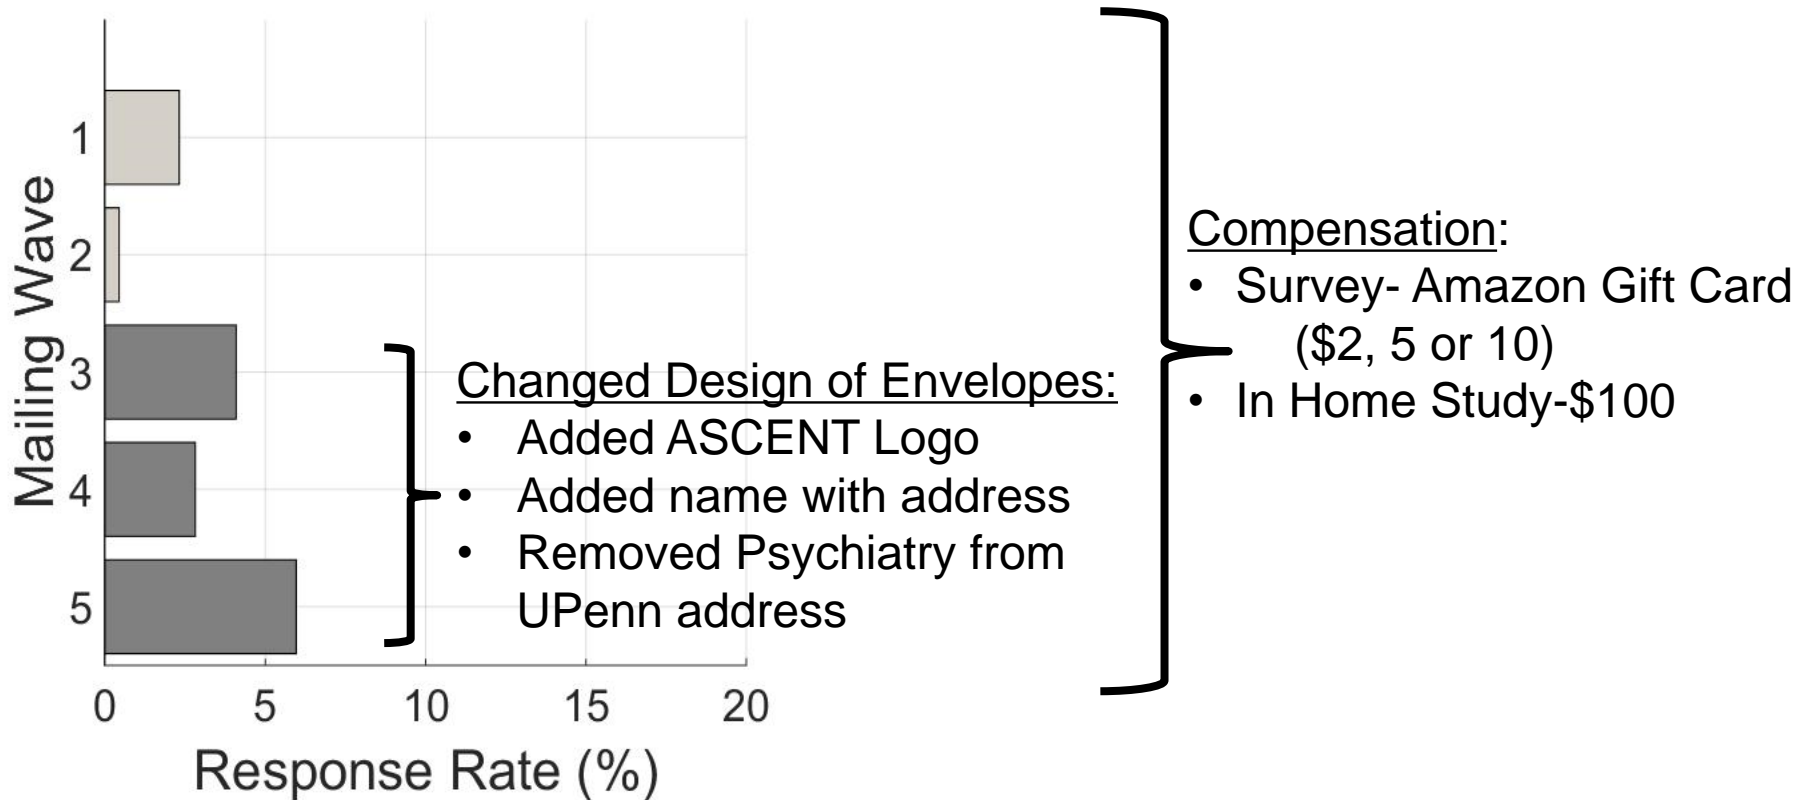 Mailing Wave
1
2
3
4
5
0 5 10 15 20
Response Rate (%)
Changed Design of Envelopes:
• Added ASCENT Logo
• Added name with address
• Removed Psychiatry from
UPenn address
Compensation:
• Survey- Amazon Gift Card
($2, 5 or 10)
• In Home Study-$100